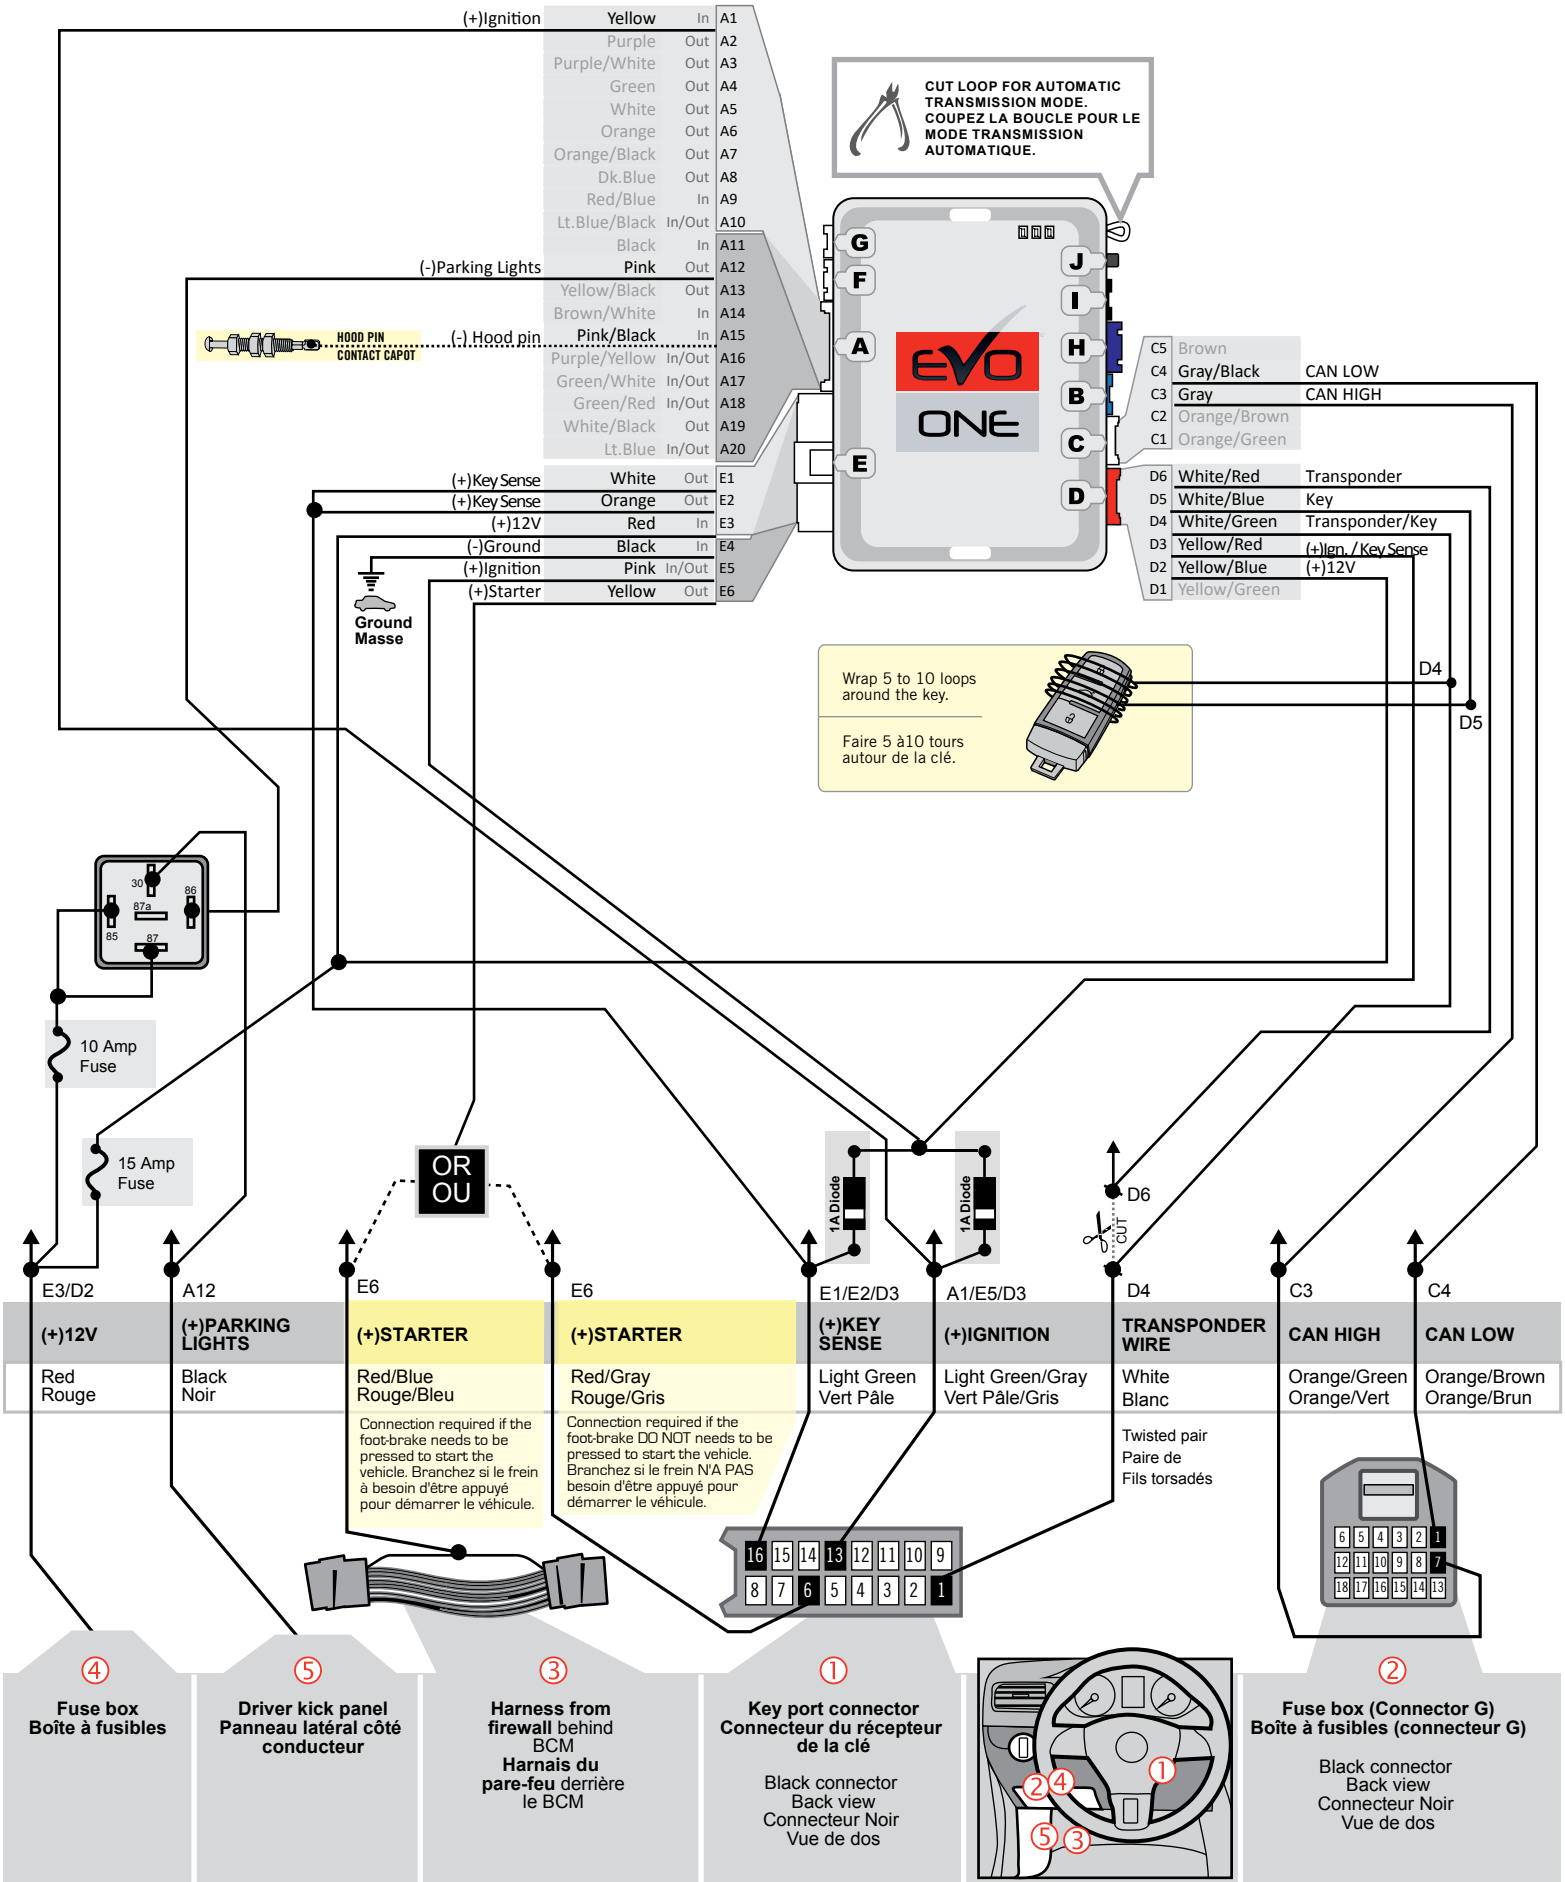 (+)Ignition Yellow In A1
Purple Out A2
Purple/White Out A3
Green Out A4
White Out A5
Orange Out A6
Orange/Black Out A7
Dk.Blue Out A8
Red/Blue In A9
Lt.Blue/Black In/Out A10
Black In A11
(-)Parking Lights Pink Out A12
Yellow/Black Out A13
Brown/White In A14
(-) Hood pin Pink/Black In A15
Purple/Yellow In/Out A16
Green/White In/Out A17
Green/Red In/Out A18
White/Black Out A19
Lt.Blue In/Out A20
HOOD PIN
CONTACT CAPOT
(+)Key Sense White Out E1
(+)Key Sense Orange Out E2
(+)12V Red In E3
(-)Ground Black In E4
(+)Ignition Pink In/Out E5
(+)Starter Yellow Out E6
Ground
Masse
CUT LOOP FOR AUTOMATIC
TRANSMISSION MODE.
COUPEZ LA BOUCLE POUR LE
MODE TRANSMISSION
AUTOMATIQUE.
G
F
A
E
J
I
H
B
C
D
EVO
ONE
C5 Brown
C4 Gray/Black CAN LOW
C3 Gray CAN HIGH
C2 Orange/Brown
C1 Orange/Green
D6 White/Red Transponder
D5 White/Blue Key
D4 White/Green Transponder/Key
D3 Yellow/Red (+)Ign. / Key Sense
D2 Yellow/Blue (+)12V
D1 Yellow/Green
Wrap 5 to 10 loops
around the key.
Faire 5 à10 tours
autour de la clé.
D4
D5
30
86
87a
85
87
10 Amp
Fuse
15 Amp
Fuse
OR
OU
1A Diode
1A Diode
D6
CUT
E3/D2
A12
E6
E6
E1/E2/D3
A1/E5/D3
D4
C3
C4
(+)12V
(+)PARKING
LIGHTS
(+)STARTER
(+)STARTER
(+)KEY
SENSE
(+)IGNITION
TRANSPONDER
WIRE
CAN HIGH
CAN LOW
Red
Rouge
Black
Noir
Red/Blue
Rouge/Bleu
Red/Gray
Rouge/Gris
Light Green
Vert Pâle
Light Green/Gray
Vert Pâle/Gris
White
Blanc
Orange/Green
Orange/Vert
Orange/Brown
Orange/Brun
Connection required if the
foot-brake needs to be
pressed to start the
vehicle. Branchez si le frein
à besoin d'être appuyé
pour démarrer le véhicule.
Connection required if the
foot-brake DO NOT needs to be
pressed to start the vehicle.
Branchez si le frein N'A PAS
besoin d'être appuyé pour
démarrer le véhicule.
Twisted pair
Paire de
Fils torsadés
16 15 14 13 12 11 10 9
8 7 6 5 4 3 2 1
6 5 4 3 2 1
12 11 10 9 8 7
18 17 16 15 14 13
4
Fuse box
Boîte à fusibles
5
Driver kick panel
Panneau latéral côté
conducteur
3
Harness from
firewall behind
BCM
Harnais du
pare-feu derrière
le BCM
1
Key port connector
Connecteur du récepteur
de la clé
Black connector
Back view
Connecteur Noir
Vue de dos
1
2 4
5 3
2
Fuse box (Connector G)
Boîte à fusibles (connecteur G)
Black connector
Back view
Connecteur Noir
Vue de dos